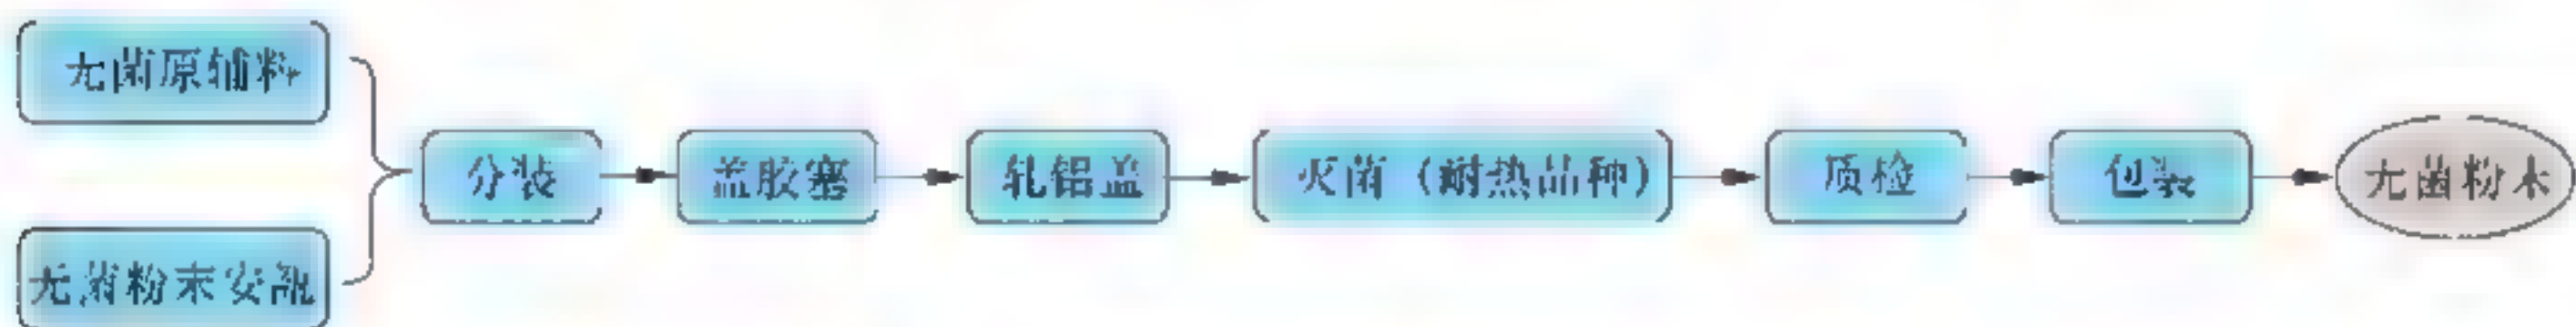 无菌原辅料
无菌粉末安瓿
分装
盖胶塞
轧铝盖
灭菌（耐热品种）
质检
包装
无菌粉末